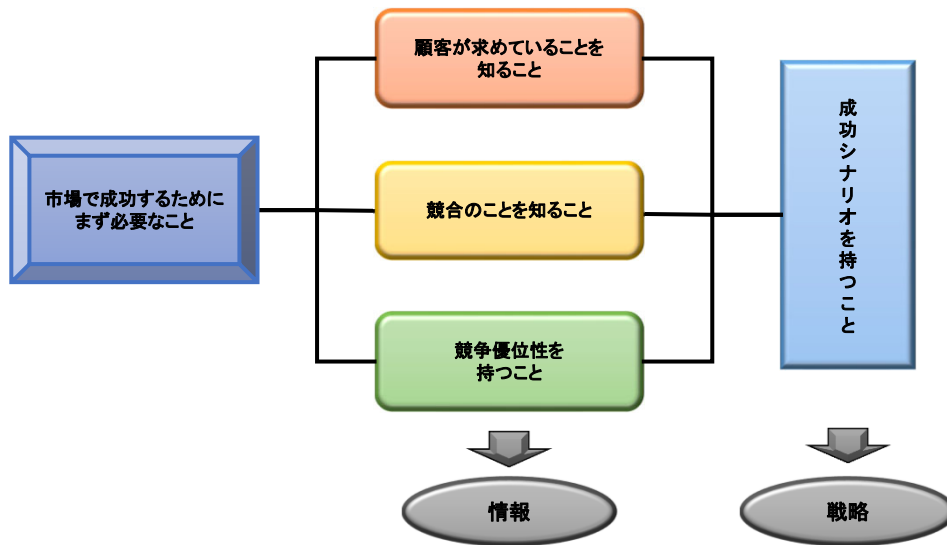 顧客が求めていることを
知ること
市場で成功するために
まず必要なこと
競合のことを知ること
競争優位性を
持つこと
成功シナリオを持つこと
情報
戦略